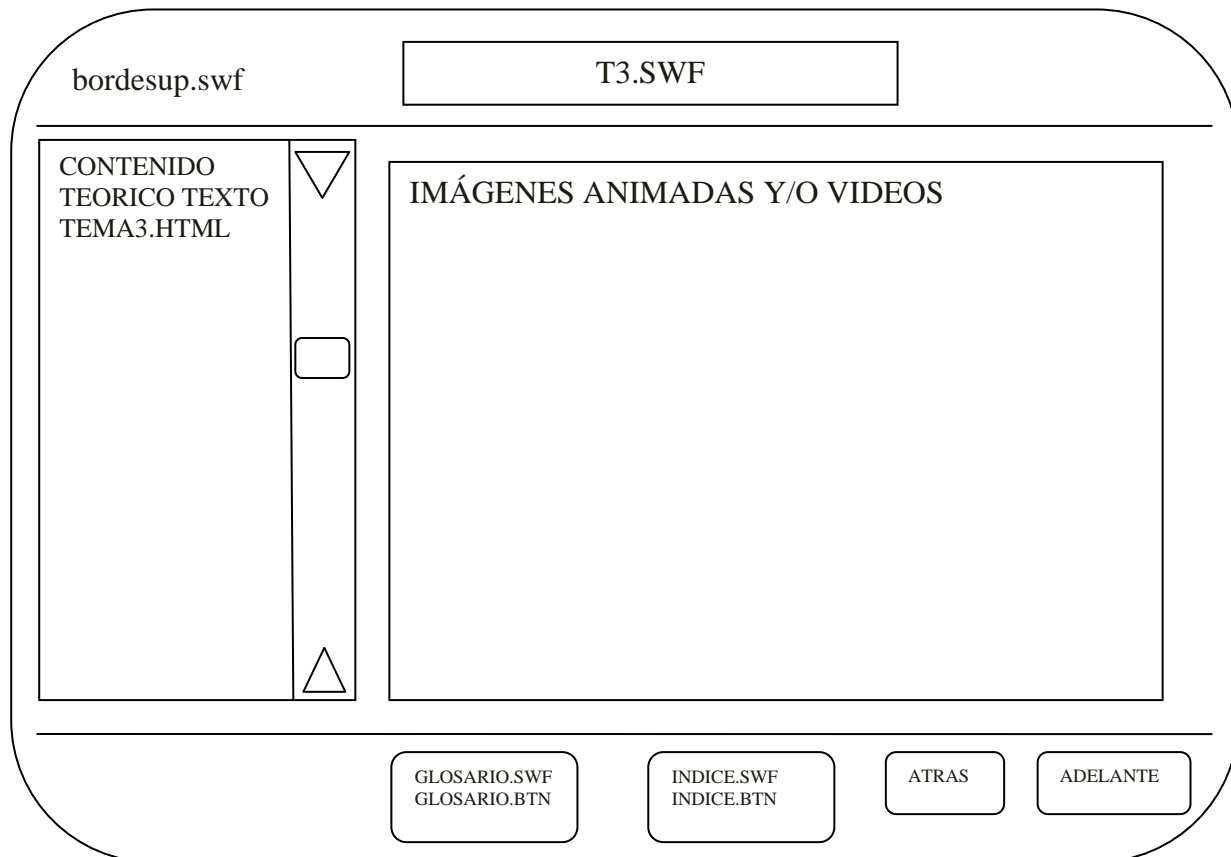 bordesup.swf
T3.SWF
CONTENIDO
TEORICO TEXTO
TEMA3.HTML
IMÁGENES ANIMADAS Y/O VIDEOS
GLOSARIO.SWF
GLOSARIO.BTN
INDICE.SWF
INDICE.BTN
ATRAS
ADELANTE